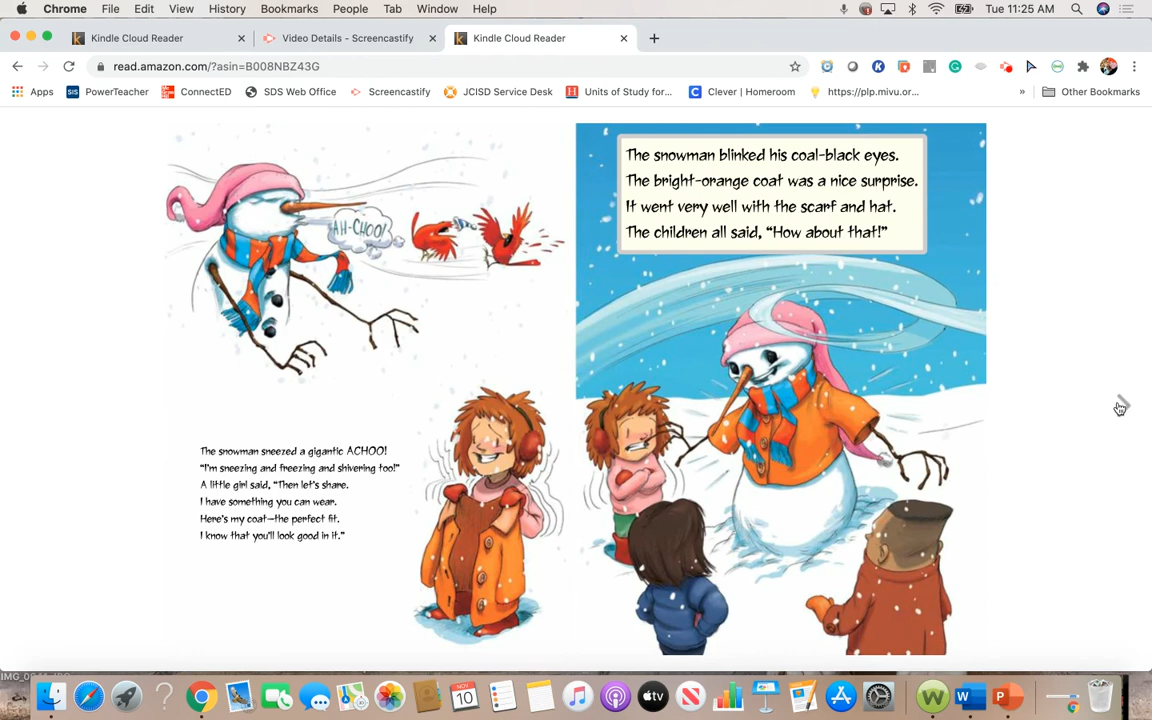 Chrome File Edit View History Bookmarks People Tab Window Help Tue 11:25 AM
Kindle Cloud Reader Video Details - Screencastify Kindle Cloud Reader
read.amazon.com/?asin=B008NBZ43G
Apps SIS PowerTeacher ConnectED SDS Web Office Screencastify JCISD Service Desk H Units of Study for... C Clever | Homeroom https://plp.mivu.or... » Other Bookmarks
AH-CHOO!
The snowman sneezed a gigantic ACHOO!
"I'm sneezing and freezing and shivering too!"
A little girl said, "Then let's share.
I have something you can wear.
Here's my coat—the perfect fit.
I know that you'll look good in it."
The snowman blinked his coal-black eyes.
The bright-orange coat was a nice surprise.
It went very well with the scarf and hat.
The children all said, "How about that!"
NOV
10
tv
W W P